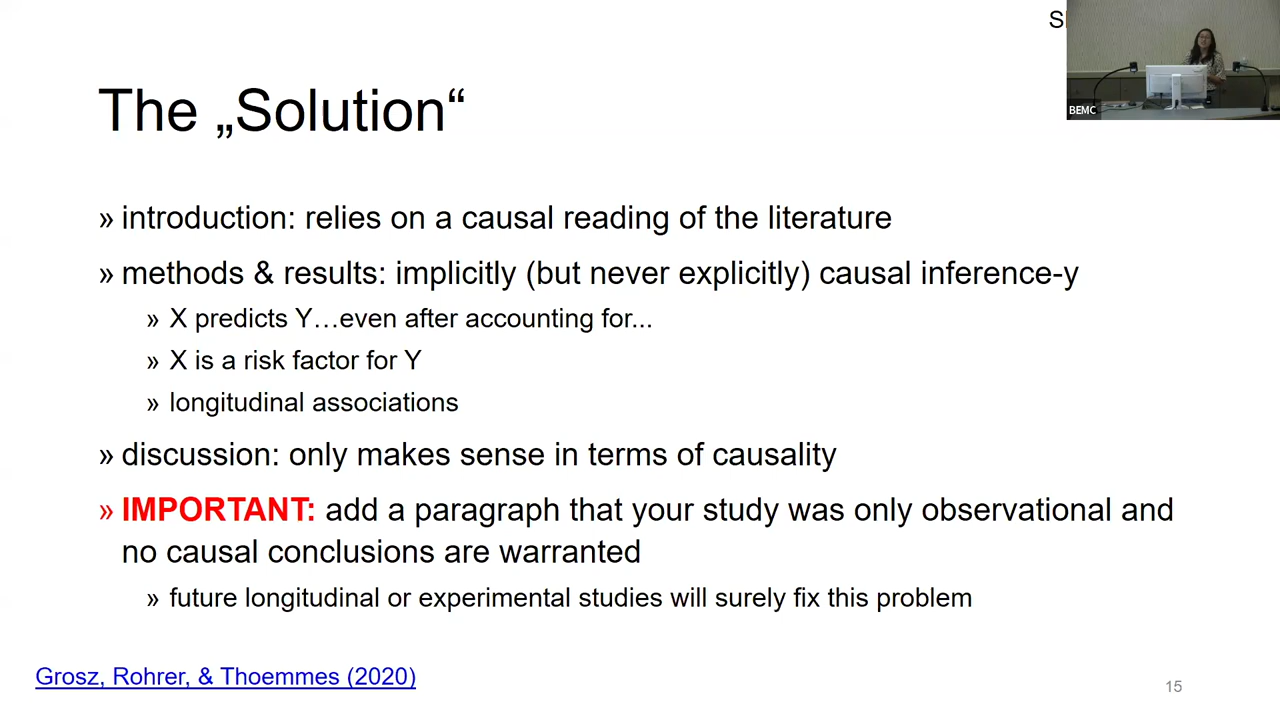 The „Solution“
» introduction: relies on a causal reading of the literature
» methods & results: implicitly (but never explicitly) causal inference-y
» X predicts Y…even after accounting for...
» X is a risk factor for Y
» longitudinal associations
» discussion: only makes sense in terms of causality
» IMPORTANT: add a paragraph that your study was only observational and
no causal conclusions are warranted
» future longitudinal or experimental studies will surely fix this problem
Grosz, Rohrer, & Thoemmes (2020)
15
BEMC